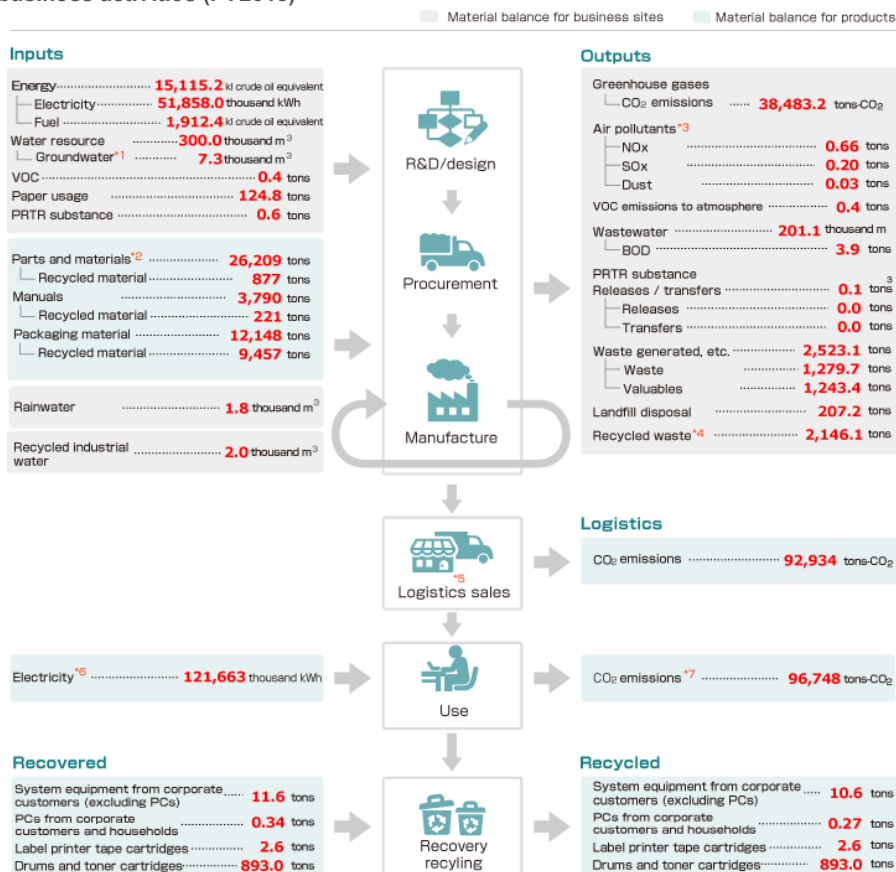 Material balance for business sites
Material balance for products
Inputs
Energy 15,115.2 kl crude oil equivalent
Electricity 51,858.0 thousand kWh
Fuel 1,912.4 kl crude oil equivalent
Water resource 300.0 thousand m3
Groundwater*1 7.3 thousand m3
VOC 0.4 tons
Paper usage 124.8 tons
PRTR substance 0.6 tons
Parts and materials*2 26,209 tons
Recycled material 877 tons
Manuals 3,790 tons
Recycled material 221 tons
Packaging material 12,148 tons
Recycled material 9,457 tons
Rainwater 1.8 thousand m3
Recycled industrial
water 2.0 thousand m3
R&D/design
Procurement
Manufacture
Outputs
Greenhouse gases
CO2 emissions 38,483.2 tons-CO2
Air pollutants*3
NOx 0.66 tons
SOx 0.20 tons
Dust 0.03 tons
VOC emissions to atmosphere 0.4 tons
Wastewater 201.1 thousand m
BOD 3.9 tons
PRTR substance
3
Releases / transfers 0.1 tons
Releases 0.0 tons
Transfers 0.0 tons
Waste generated, etc. 2,523.1 tons
Waste 1,279.7 tons
Valuables 1,243.4 tons
Landfill disposal 207.2 tons
Recycled waste*4 2,146.1 tons
*5
Logistics sales
Logistics
CO2 emissions 92,934 tons-CO2
Electricity*6 121,663 thousand kWh
Use
CO2 emissions*7 96,748 tons-CO2
Recovered
System equipment from corporate
customers (excluding PCs) 11.6 tons
PCs from corporate
customers and households 0.34 tons
Label printer tape cartridges 2.6 tons
Drums and toner cartridges 893.0 tons
Recovery
recyling
Recycled
System equipment from corporate
customers (excluding PCs) 10.6 tons
PCs from corporate
customers and households 0.27 tons
Label printer tape cartridges 2.6 tons
Drums and toner cartridges 893.0 tons